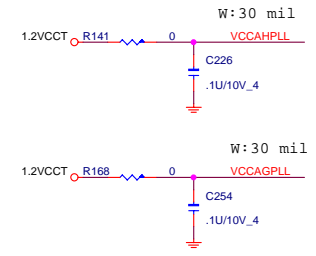 W:30 mil
1.2VCCT R141 0 VCCAHPLL
C226
.1U/10V_4
W:30 mil
1.2VCCT R168 0 VCCAGPLL
C254
.1U/10V_4